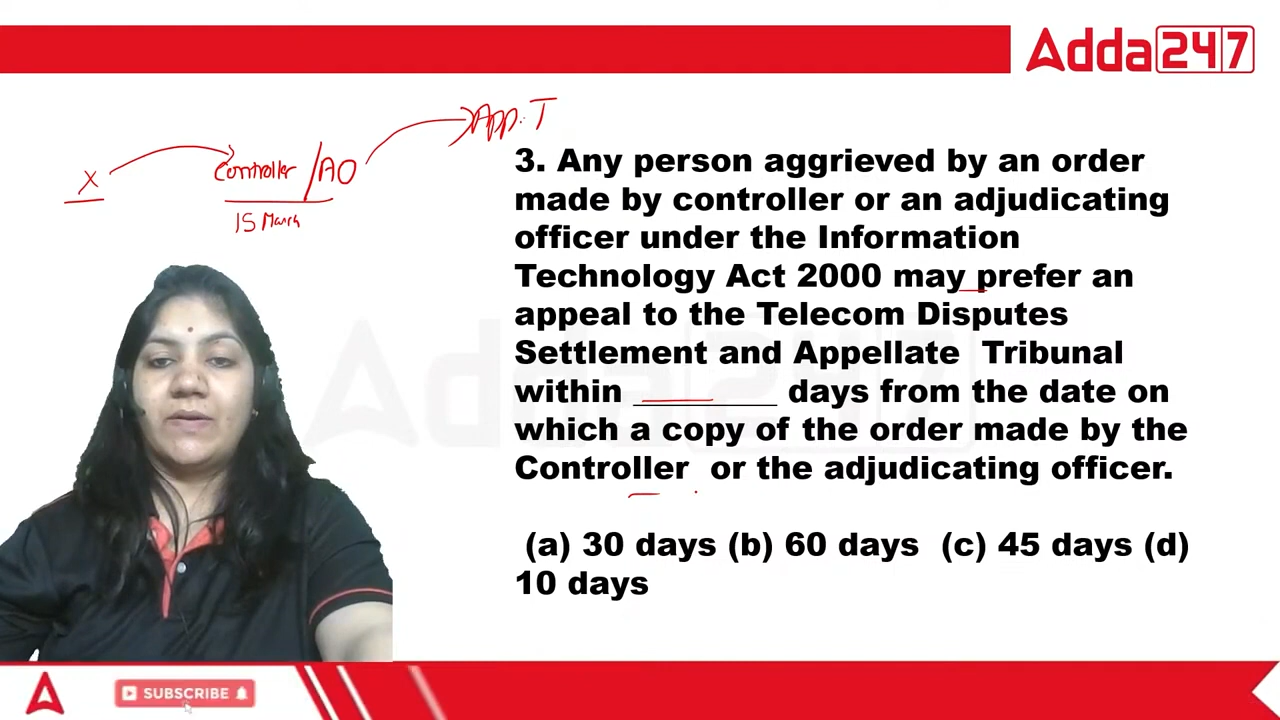 Adda247
App. T
X
Controller / AO
15 March
3. Any person aggrieved by an order
made by controller or an adjudicating
officer under the Information
Technology Act 2000 may prefer an
appeal to the Telecom Disputes
Settlement and Appellate Tribunal
within __________ days from the date on
which a copy of the order made by the
Controller or the adjudicating officer.
(a) 30 days (b) 60 days (c) 45 days (d)
10 days
Adda247
SUBSCRIBE